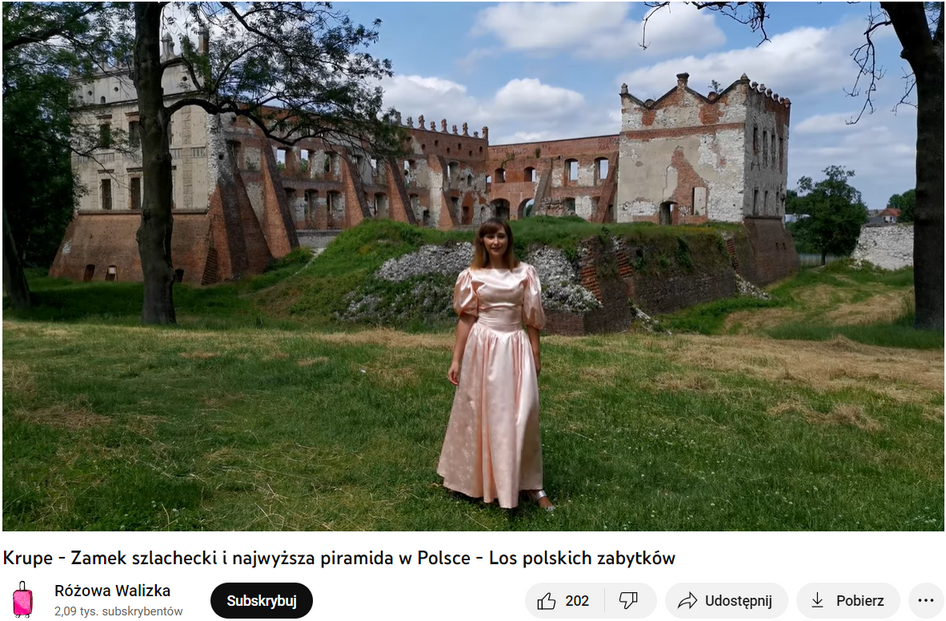 Krupe - Zamek szlachecki i najwyższa piramida w Polsce - Los polskich zabytków
Różowa Walizka
2,09 tys. subskrybentów
Subskrybuj
202
Udostępnij
Pobierz